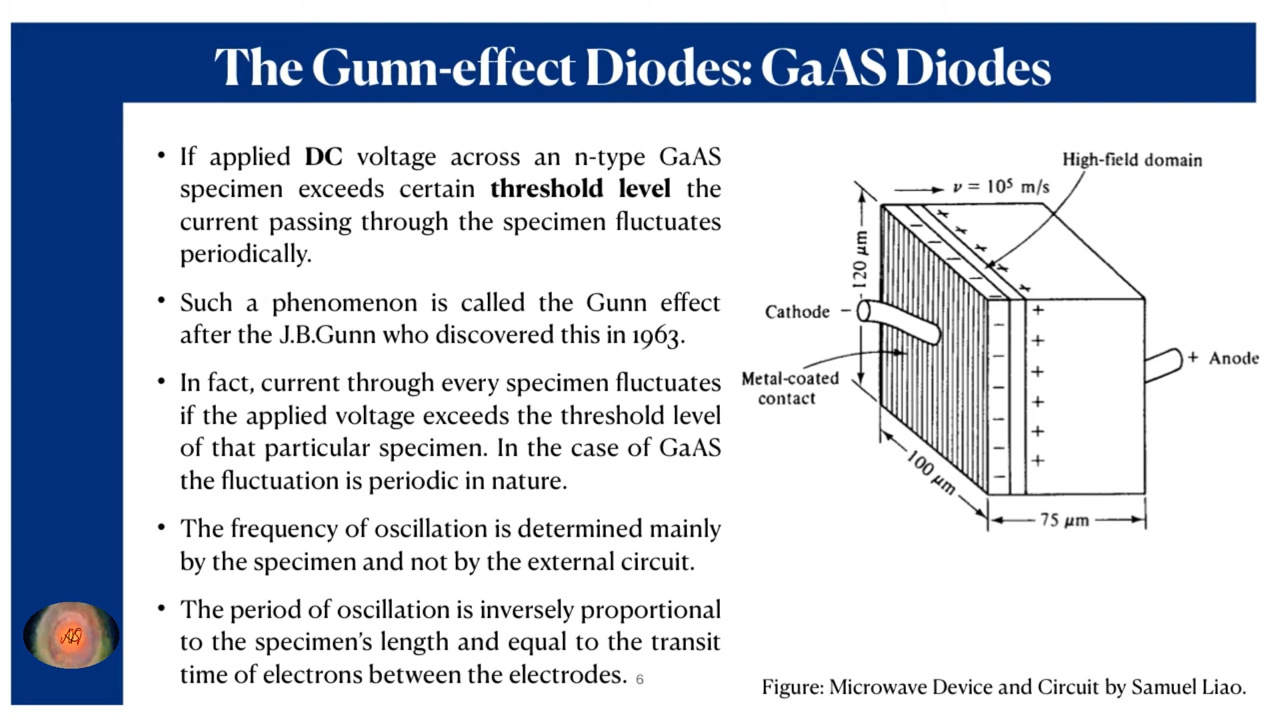 The Gunn-effect Diodes: GaAS Diodes
• If applied DC voltage across an n-type GaAS
specimen exceeds certain threshold level the
current passing through the specimen fluctuates
periodically.
• Such a phenomenon is called the Gunn effect
after the J.B.Gunn who discovered this in 1963.
• In fact, current through every specimen fluctuates
if the applied voltage exceeds the threshold level
of that particular specimen. In the case of GaAS
the fluctuation is periodic in nature.
• The frequency of oscillation is determined mainly
by the specimen and not by the external circuit.
• The period of oscillation is inversely proportional
to the specimen's length and equal to the transit
time of electrons between the electrodes. 6
High-field domain
ν = 10⁵ m/s
120 μm
Cathode −
+ Anode
Metal-coated
contact
100 μm
75 μm
Figure: Microwave Device and Circuit by Samuel Liao.